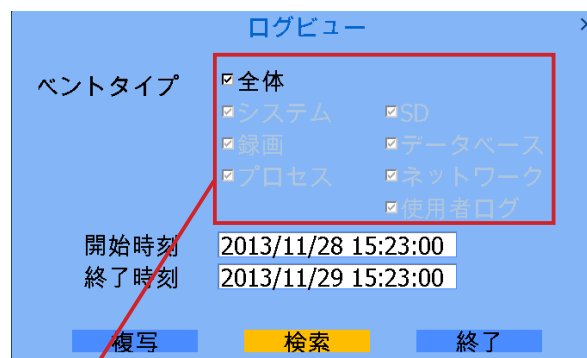 ログビュー ×
ベントタイプ
全体
システム SD
録画 データベース
プロセス ネットワーク
使用者ログ
開始時刻 2013/11/28 15:23:00
終了時刻 2013/11/29 15:23:00
複写 検索 終了